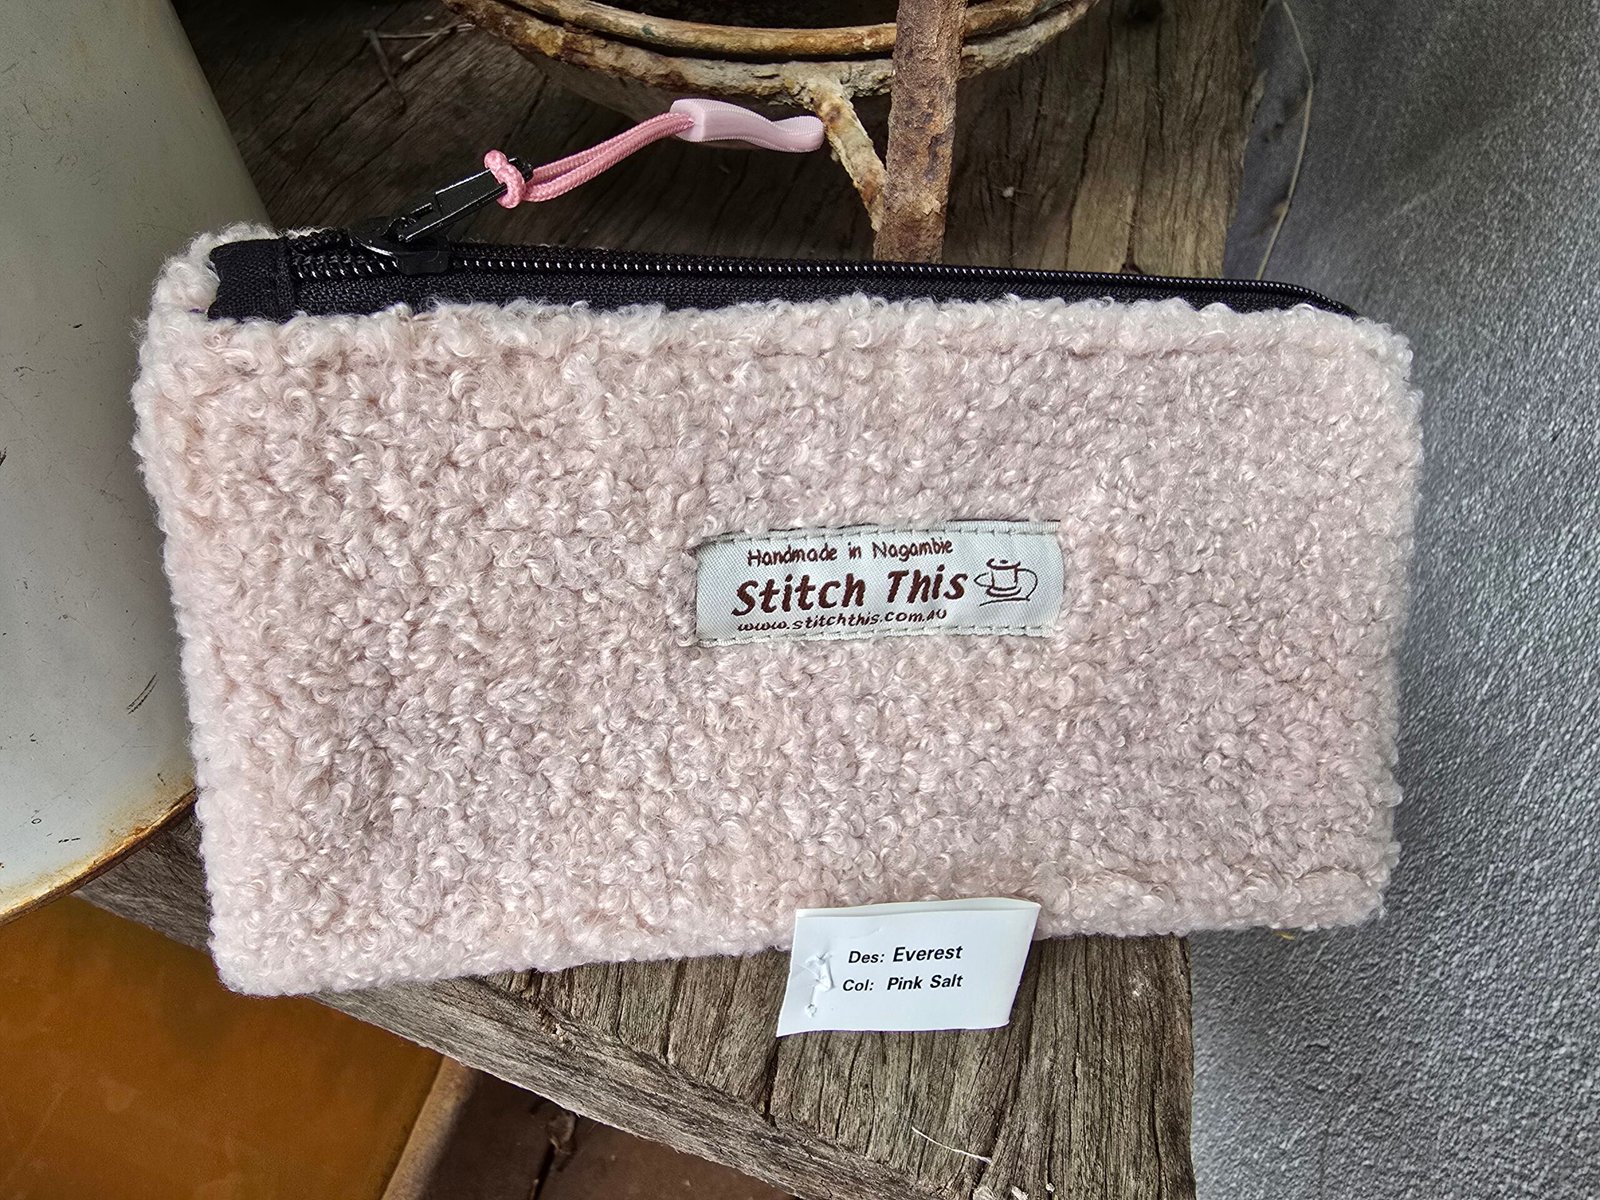 Handmade in Nagambie
Stitch This
www.stitchthis.com.AU
Des: Everest
Col: Pink Salt